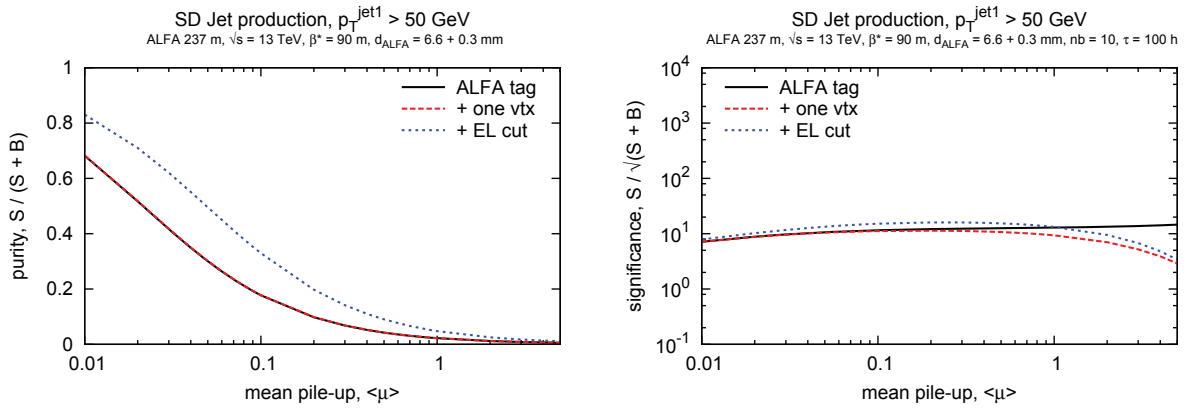 SD Jet production, p_T^jet1 > 50 GeV
ALFA 237 m, √s = 13 TeV, β* = 90 m, d_ALFA = 6.6 + 0.3 mm
purity, S / (S + B)
1
0.8
0.6
0.4
0.2
0
ALFA tag
+ one vtx
+ EL cut
0.01
0.1
1
mean pile-up, <μ>
SD Jet production, p_T^jet1 > 50 GeV
ALFA 237 m, √s = 13 TeV, β* = 90 m, d_ALFA = 6.6 + 0.3 mm, nb = 10, τ = 100 h
significance, S / √(S + B)
10^4
10^3
10^2
10^1
10^0
10^-1
ALFA tag
+ one vtx
+ EL cut
0.01
0.1
1
mean pile-up, <μ>